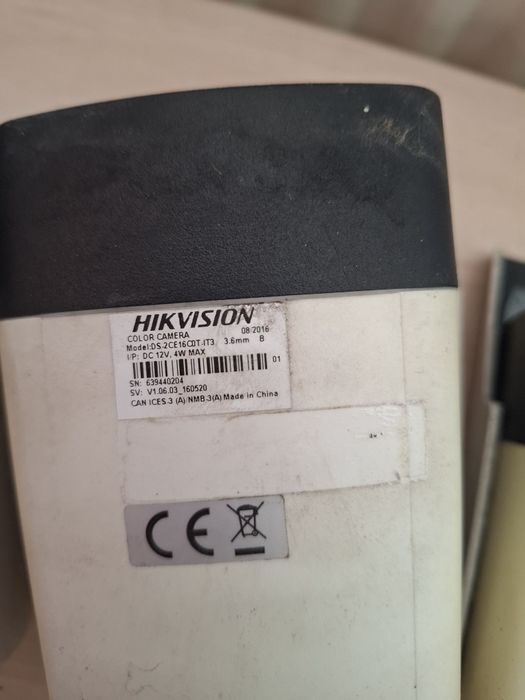 HIKVISION
COLOR CAMERA 08/2016
Model:DS-2CE16C0T-IT3 3.6mm B
I/P: DC 12V, 4W MAX
01
SN: 639440204
SV: V1.06.03_160520
CAN ICES-3 (A)/NMB-3(A) Made in China
CE